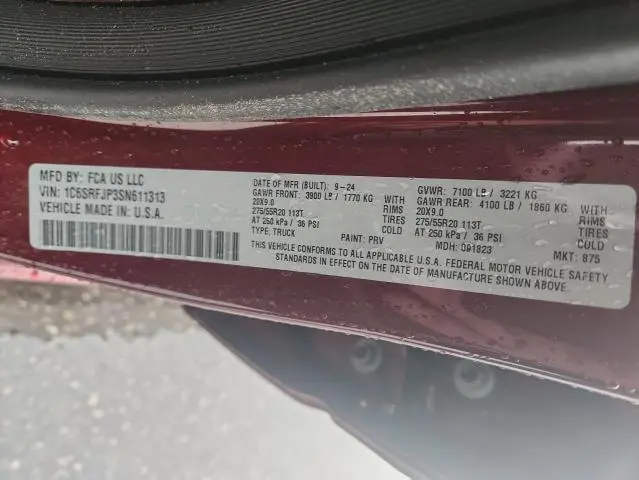 MFD BY: FCA US LLC
VIN: 1C6SRFJP3SN611313
VEHICLE MADE IN: U.S.A.
DATE OF MFR (BUILT): 9-24 GVWR: 7100 LB / 3221 KG
GAWR FRONT: 3900 LB / 1770 KG WITH GAWR REAR: 4100 LB / 1860 KG WITH
20X9.0 RIMS 20X9.0 RIMS
275/55R20 113T TIRES 275/55R20 113T TIRES
AT 250 kPa / 36 PSI COLD AT 250 kPa / 36 PSI COLD
TYPE: TRUCK PAINT: PRV MDH: 091823 MKT: 875
THIS VEHICLE CONFORMS TO ALL APPLICABLE U.S.A. FEDERAL MOTOR VEHICLE SAFETY
STANDARDS IN EFFECT ON THE DATE OF MANUFACTURE SHOWN ABOVE.